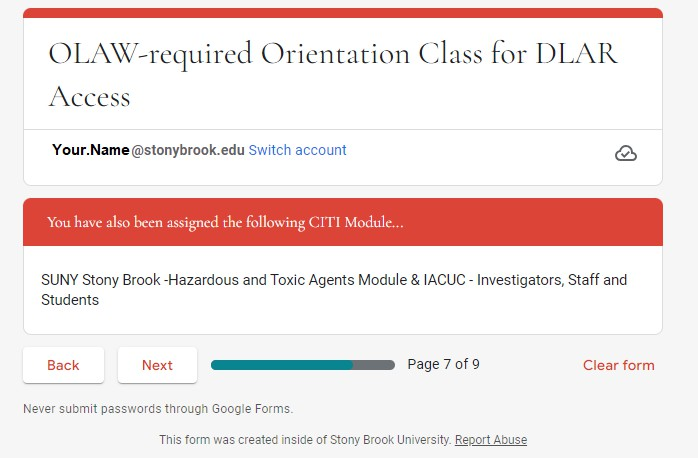 OLAW-required Orientation Class for DLAR
Access
Your.Name@stonybrook.edu Switch account
You have also been assigned the following CITI Module...
SUNY Stony Brook -Hazardous and Toxic Agents Module & IACUC - Investigators, Staff and
Students
Back Next Page 7 of 9 Clear form
Never submit passwords through Google Forms.
This form was created inside of Stony Brook University. Report Abuse